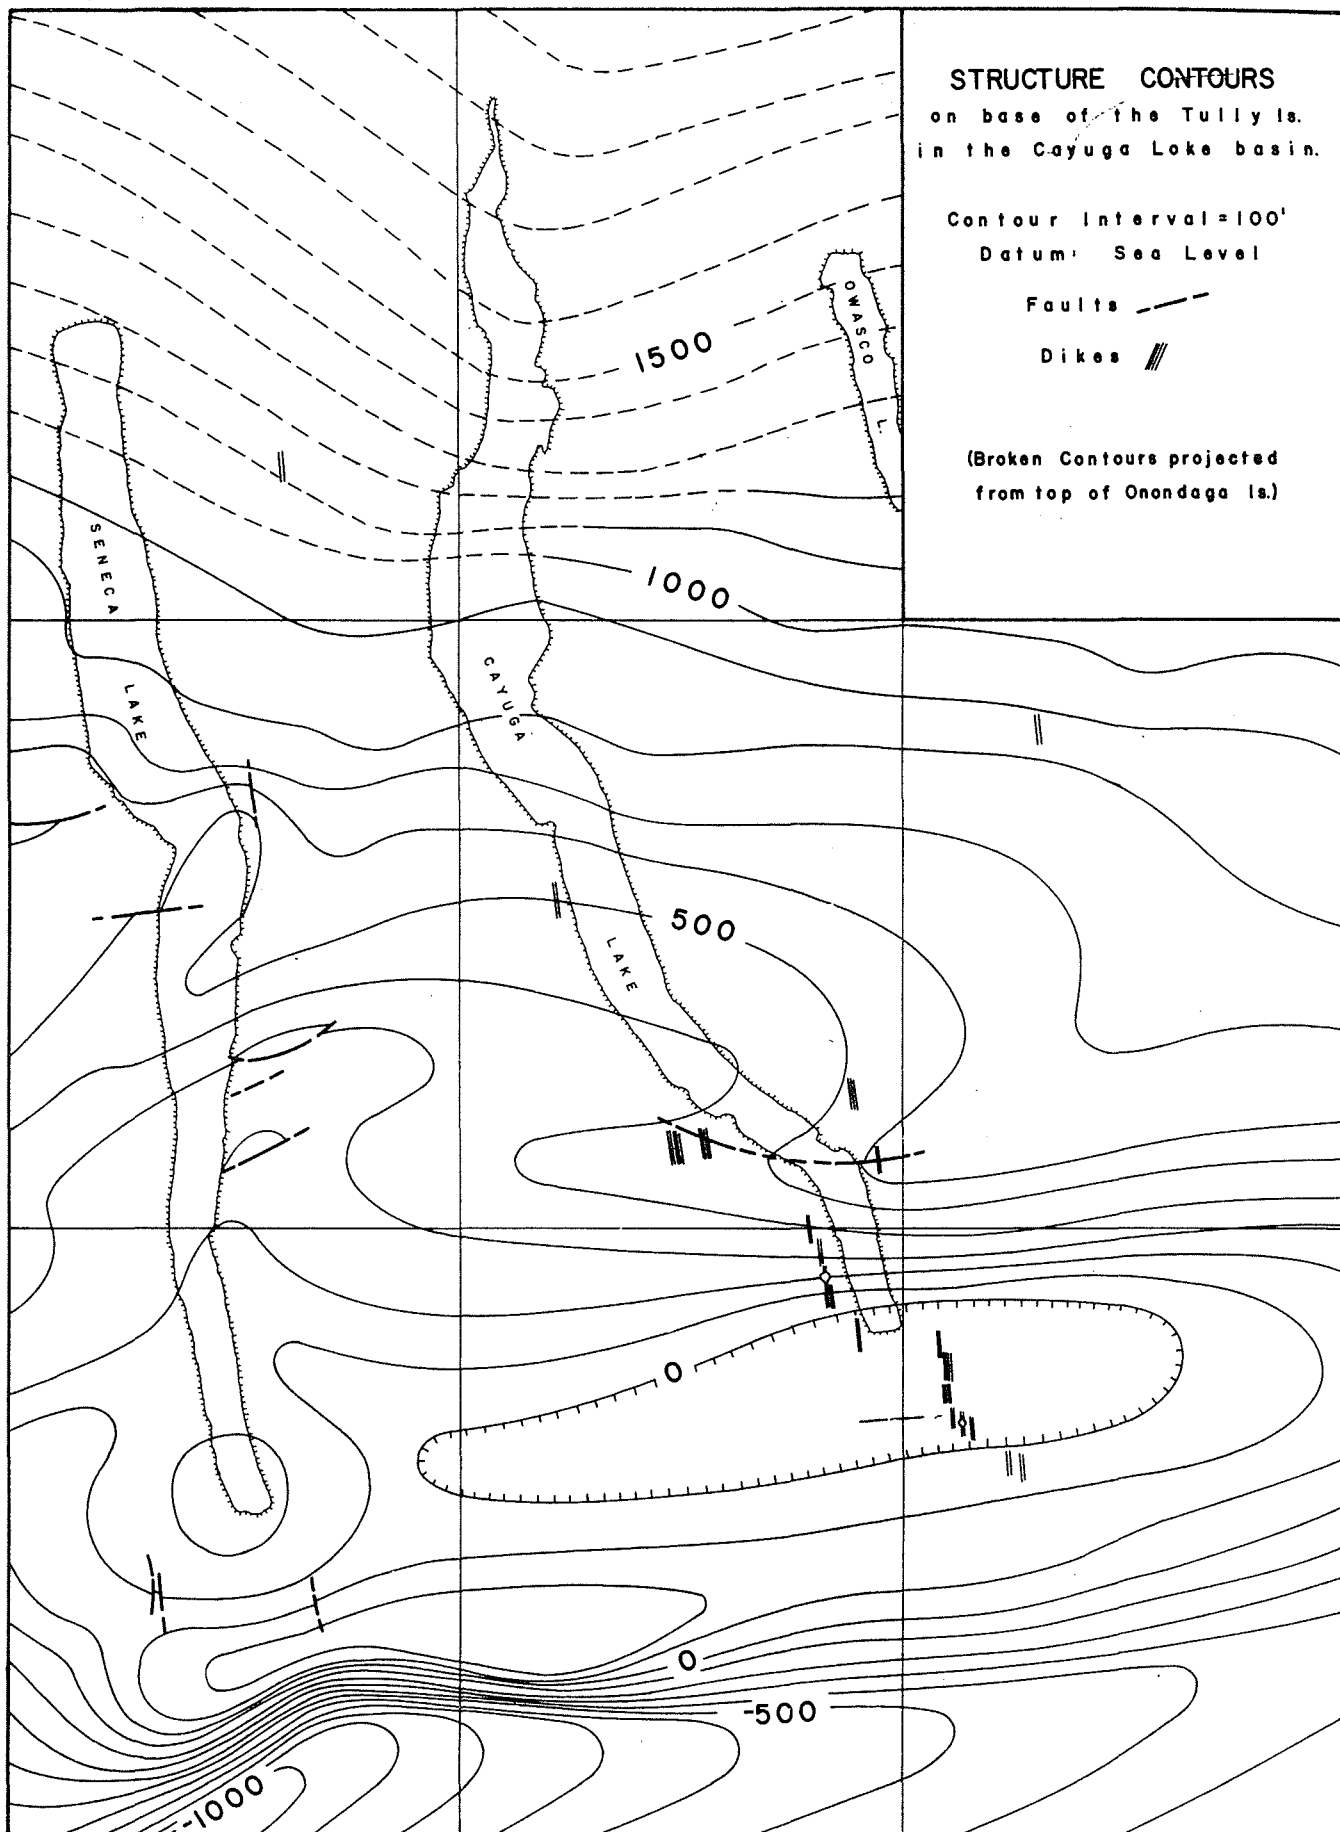 STRUCTURE CONTOURS
on base of the Tully ls.
in the Cayuga Loke basin.
Contour Interval=100'
Datum: Sea Level
Faults
Dikes
(Broken Contours projected
from top of Onondaga ls.)
OWASCO L.
1500
1000
SENECA
LAKE
CAYUGA
LAKE
500
0
0
-500
-1000